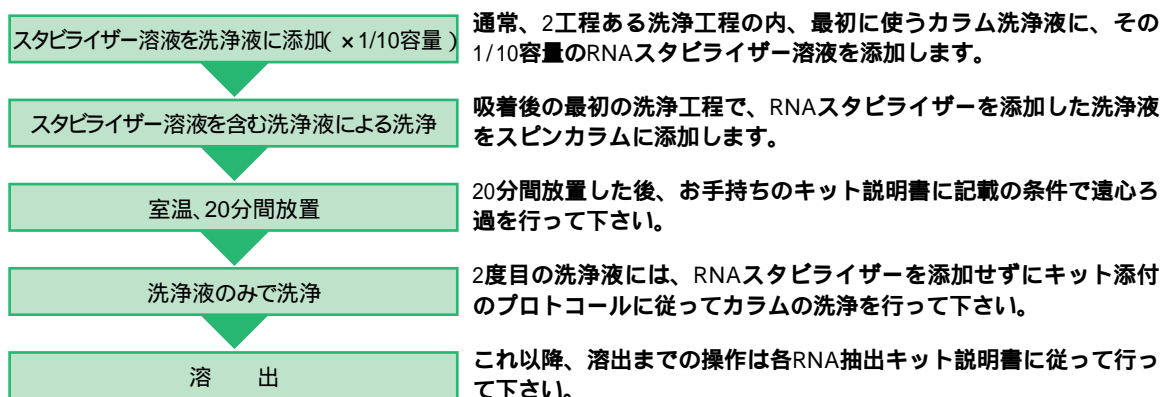 スタビライザー溶液を洗浄液に添加(×1/10容量)
通常、2工程ある洗浄工程の内、最初に使うカラム洗浄液に、その
1/10容量のRNAスタビライザー溶液を添加します。
スタビライザー溶液を含む洗浄液による洗浄
吸着後の最初の洗浄工程で、RNAスタビライザーを添加した洗浄液
をスピンカラムに添加します。
室温、20分間放置
20分間放置した後、お手持ちのキット説明書に記載の条件で遠心ろ
過を行って下さい。
洗浄液のみで洗浄
2度目の洗浄液には、RNAスタビライザーを添加せずにキット添付
のプロトコールに従ってカラムの洗浄を行って下さい。
溶　出
これ以降、溶出までの操作は各RNA抽出キット説明書に従って行っ
て下さい。